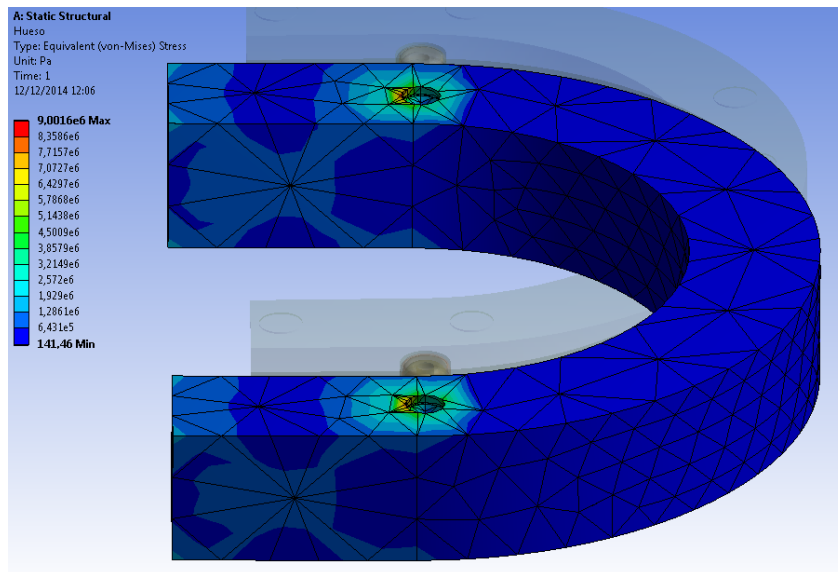 A: Static Structural
Hueso
Type: Equivalent (von-Mises) Stress
Unit: Pa
Time: 1
12/12/2014 12:06
9,0016e6 Max
8,3586e6
7,7157e6
7,0727e6
6,4297e6
5,7868e6
5,1438e6
4,5009e6
3,8579e6
3,2149e6
2,572e6
1,929e6
1,2861e6
6,431e5
141,46 Min